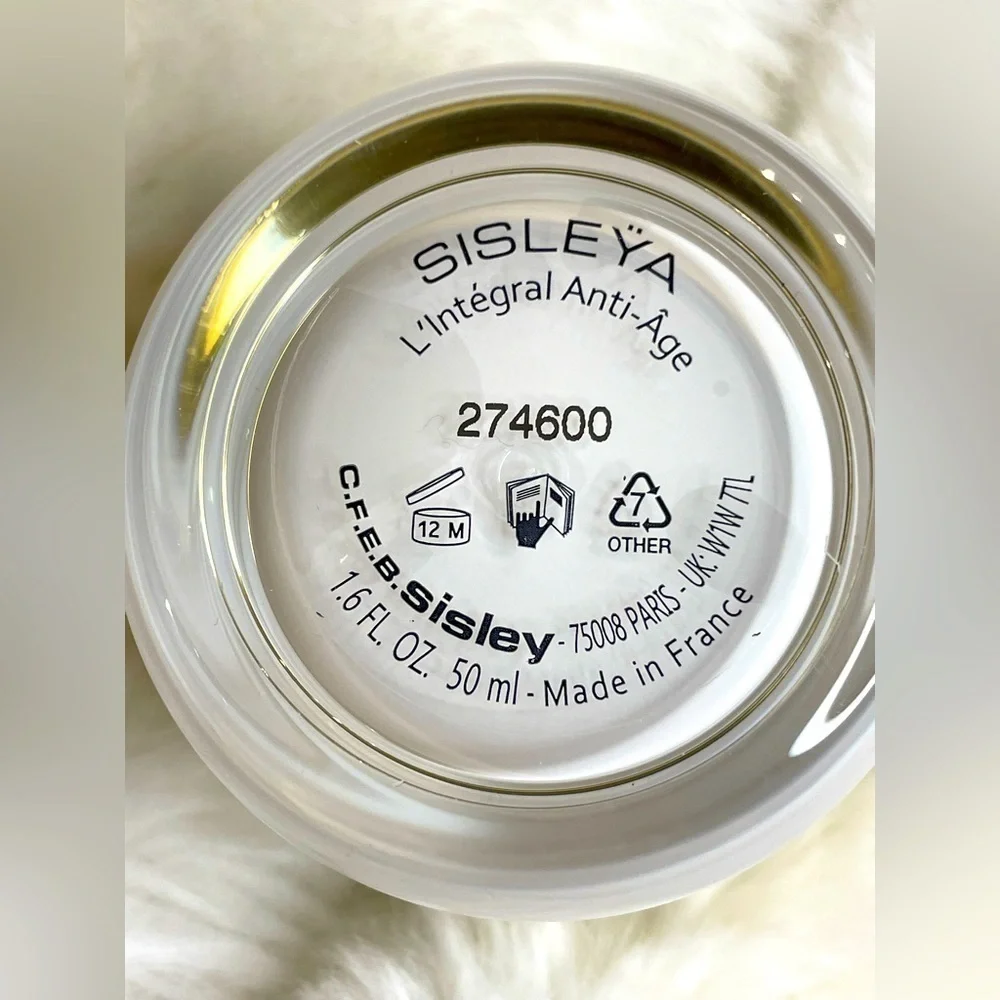 SISLEŸA
L'Intégral Anti-Âge
274600
12 M
7
OTHER
C.F.E.B. sisley - 75008 PARIS - UK: W1W 7TL
1.6 FL. OZ. 50 ml - Made in France